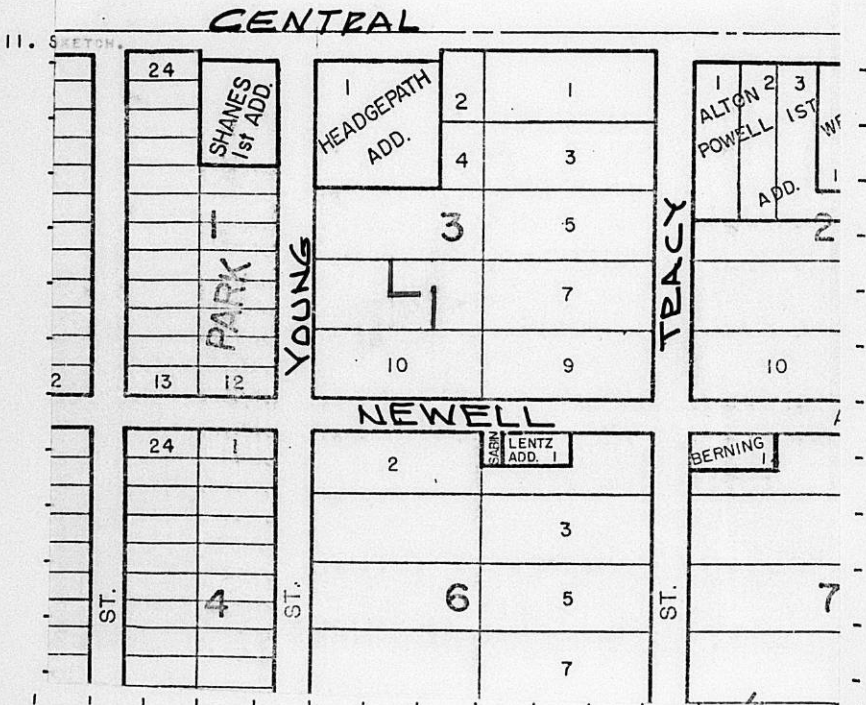 CENTRAL
11. SKETCH.
24
SHANES
1st ADD.
1
HEADGEPATH
ADD.
2
1
4
3
1 2 3
ALTON
POWELL 1ST
ADD.
1
PARK 1
YOUNG
3
5
7
1
TRACY
2
2
13
12
10
9
10
NEWELL
24
1
2
SABIN
LENTZ
ADD. 1
BERNING
1
3
ST.
4
ST.
6
5
ST.
7
7